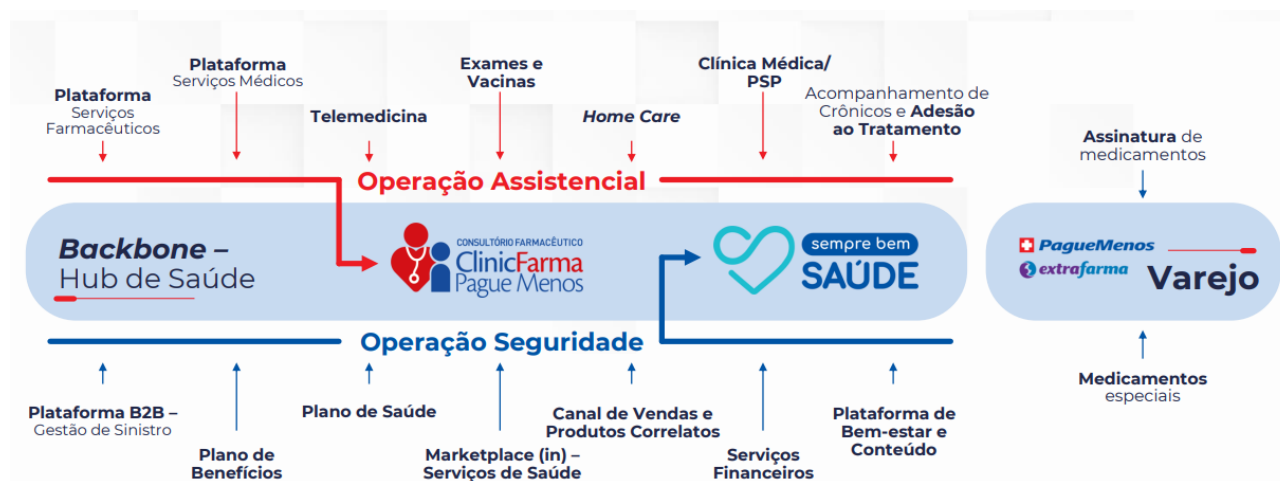 Plataforma
Serviços
Farmacêuticos
Plataforma
Serviços Médicos
Telemedicina
Exames e
Vacinas
Home Care
Clínica Médica/
PSP
Acompanhamento de
Crônicos e Adesão
ao Tratamento
Assinatura de
medicamentos
Operação Assistencial
Backbone –
Hub de Saúde
CONSULTÓRIO FARMACÊUTICO
ClinicFarma
Pague Menos
sempre bem
SAÚDE
PagueMenos
extrafarma
Varejo
Operação Seguridade
Plataforma B2B –
Gestão de Sinistro
Plano de
Benefícios
Plano de Saúde
Marketplace (in) –
Serviços de Saúde
Canal de Vendas e
Produtos Correlatos
Serviços
Financeiros
Plataforma de
Bem-estar e
Conteúdo
Medicamentos
especiais